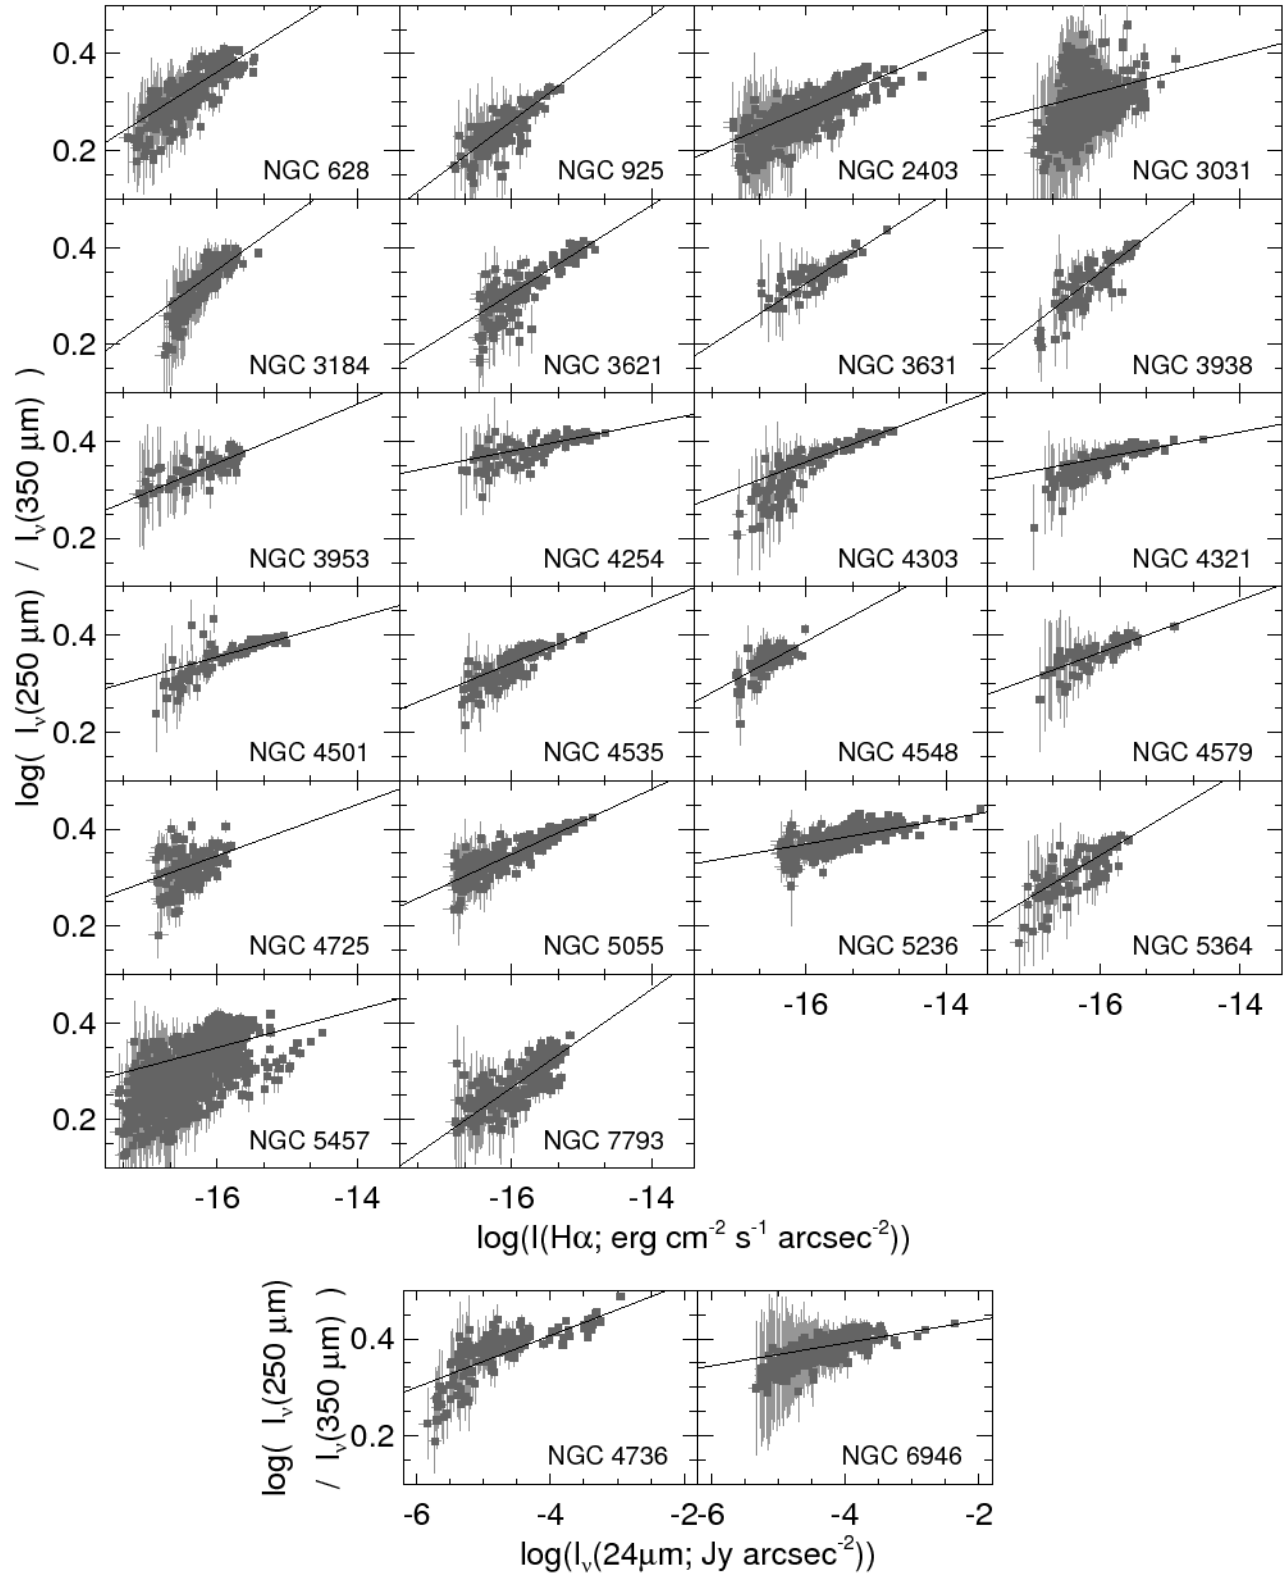 0.4
0.2
NGC 628
NGC 925
NGC 2403
NGC 3031
0.4
0.2
NGC 3184
NGC 3621
NGC 3631
NGC 3938
log( Iν(250 μm) / Iν(350 μm) )
0.4
0.2
NGC 3953
NGC 4254
NGC 4303
NGC 4321
0.4
0.2
NGC 4501
NGC 4535
NGC 4548
NGC 4579
0.4
0.2
NGC 4725
NGC 5055
NGC 5236
NGC 5364
-16 -14 -16 -14
0.4
0.2
NGC 5457
NGC 7793
-16 -14 -16 -14
log(I(Hα; erg cm⁻² s⁻¹ arcsec⁻²))
log( Iν(250 μm)
/ Iν(350 μm) )
0.4
0.2
NGC 4736
NGC 6946
-6 -4 -2 -6 -4 -2
log(Iν(24μm; Jy arcsec⁻²))